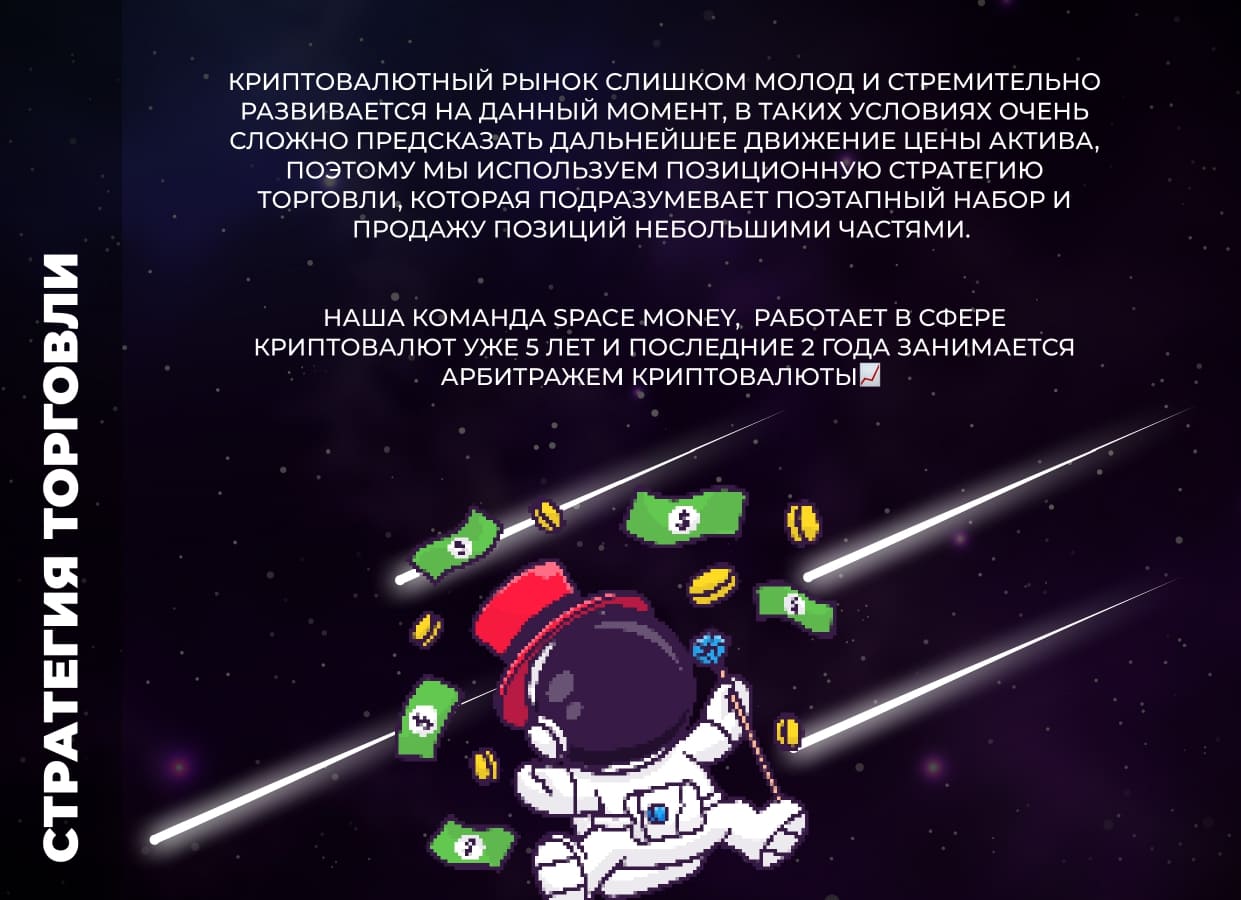 СТРАТЕГИЯ ТОРГОВЛИ
КРИПТОВАЛЮТНЫЙ РЫНОК СЛИШКОМ МОЛОД И СТРЕМИТЕЛЬНО
РАЗВИВАЕТСЯ НА ДАННЫЙ МОМЕНТ, В ТАКИХ УСЛОВИЯХ ОЧЕНЬ
СЛОЖНО ПРЕДСКАЗАТЬ ДАЛЬНЕЙШЕЕ ДВИЖЕНИЕ ЦЕНЫ АКТИВА,
ПОЭТОМУ МЫ ИСПОЛЬЗУЕМ ПОЗИЦИОННУЮ СТРАТЕГИЮ
ТОРГОВЛИ, КОТОРАЯ ПОДРАЗУМЕВАЕТ ПОЭТАПНЫЙ НАБОР И
ПРОДАЖУ ПОЗИЦИЙ НЕБОЛЬШИМИ ЧАСТЯМИ.
НАША КОМАНДА SPACE MONEY, РАБОТАЕТ В СФЕРЕ
КРИПТОВАЛЮТ УЖЕ 5 ЛЕТ И ПОСЛЕДНИЕ 2 ГОДА ЗАНИМАЕТСЯ
АРБИТРАЖЕМ КРИПТОВАЛЮТЫ📈